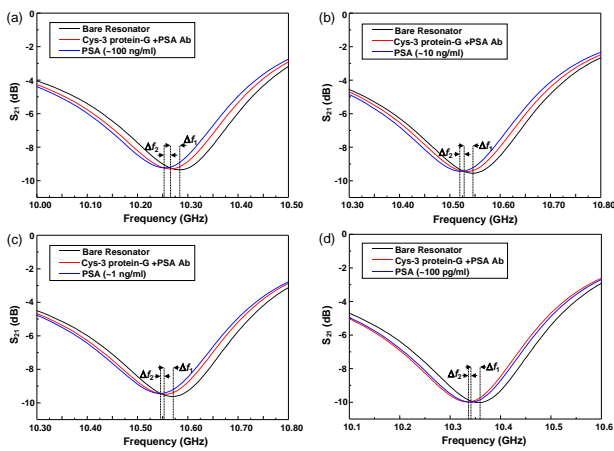 (a)
Bare Resonator
Cys-3 protein-G +PSA Ab
PSA (~100 ng/ml)
Δf2
Δf1
S21 (dB)
0
-2
-4
-6
-8
-10
10.00 10.10 10.20 10.30 10.40 10.50
Frequency (GHz)
(b)
Bare Resonator
Cys-3 protein-G +PSA Ab
PSA (~10 ng/ml)
Δf2
Δf1
S21 (dB)
0
-2
-4
-6
-8
-10
10.30 10.40 10.50 10.60 10.70 10.80
Frequency (GHz)
(c)
Bare Resonator
Cys-3 protein-G +PSA Ab
PSA (~1 ng/ml)
Δf2
Δf1
S21 (dB)
0
-2
-4
-6
-8
-10
10.30 10.40 10.50 10.60 10.70 10.80
Frequency (GHz)
(d)
Bare Resonator
Cys-3 protein-G +PSA Ab
PSA (~100 pg/ml)
Δf2
Δf1
S21 (dB)
0
-2
-4
-6
-8
-10
-12
10.1 10.2 10.3 10.4 10.5 10.6
Frequency (GHz)